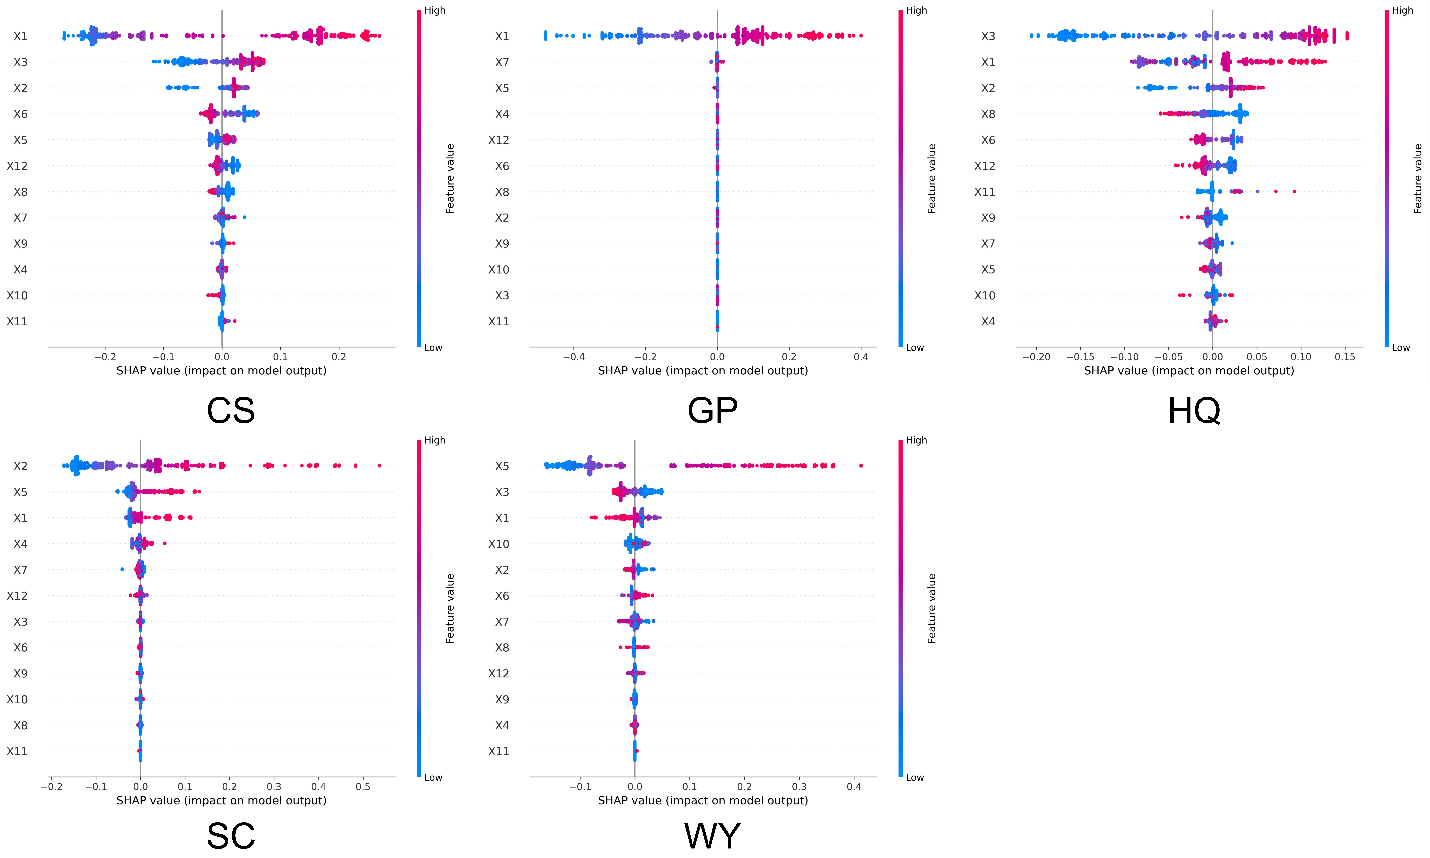 High
X1
X3
X2
X6
X5
X12
X8
X7
X9
X4
X10
X11
Low
Feature value
−0.2 −0.1 0.0 0.1 0.2
SHAP value (impact on model output)
CS
High
X1
X7
X5
X4
X12
X6
X8
X2
X9
X10
X3
X11
Low
Feature value
−0.4 −0.2 0.0 0.2 0.4
SHAP value (impact on model output)
GP
High
X3
X1
X2
X8
X6
X12
X11
X9
X7
X5
X10
X4
Low
Feature value
−0.20 −0.15 −0.10 −0.05 0.00 0.05 0.10 0.15
SHAP value (impact on model output)
HQ
High
X2
X5
X1
X4
X7
X12
X3
X6
X9
X10
X8
X11
Low
Feature value
−0.2 −0.1 0.0 0.1 0.2 0.3 0.4 0.5
SHAP value (impact on model output)
SC
High
X5
X3
X1
X10
X2
X6
X7
X8
X12
X9
X4
X11
Low
Feature value
−0.1 0.0 0.1 0.2 0.3 0.4
SHAP value (impact on model output)
WY